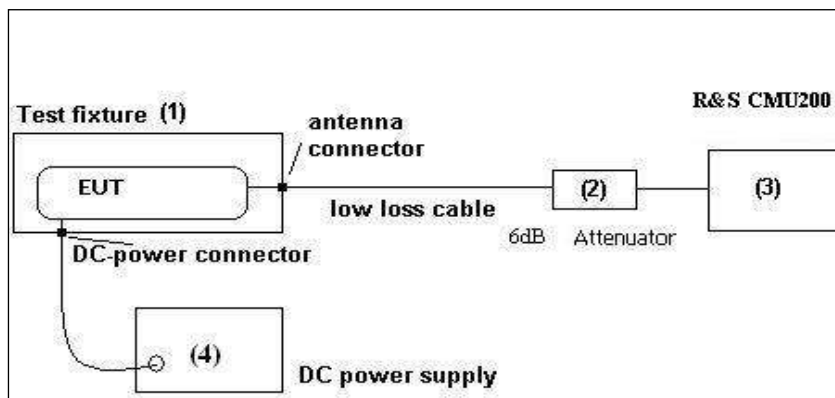 R&S CMU200
Test fixture (1)
antenna
connector
EUT
(2)
(3)
low loss cable
6dB Attenuator
DC-power connector
(4)
DC power supply